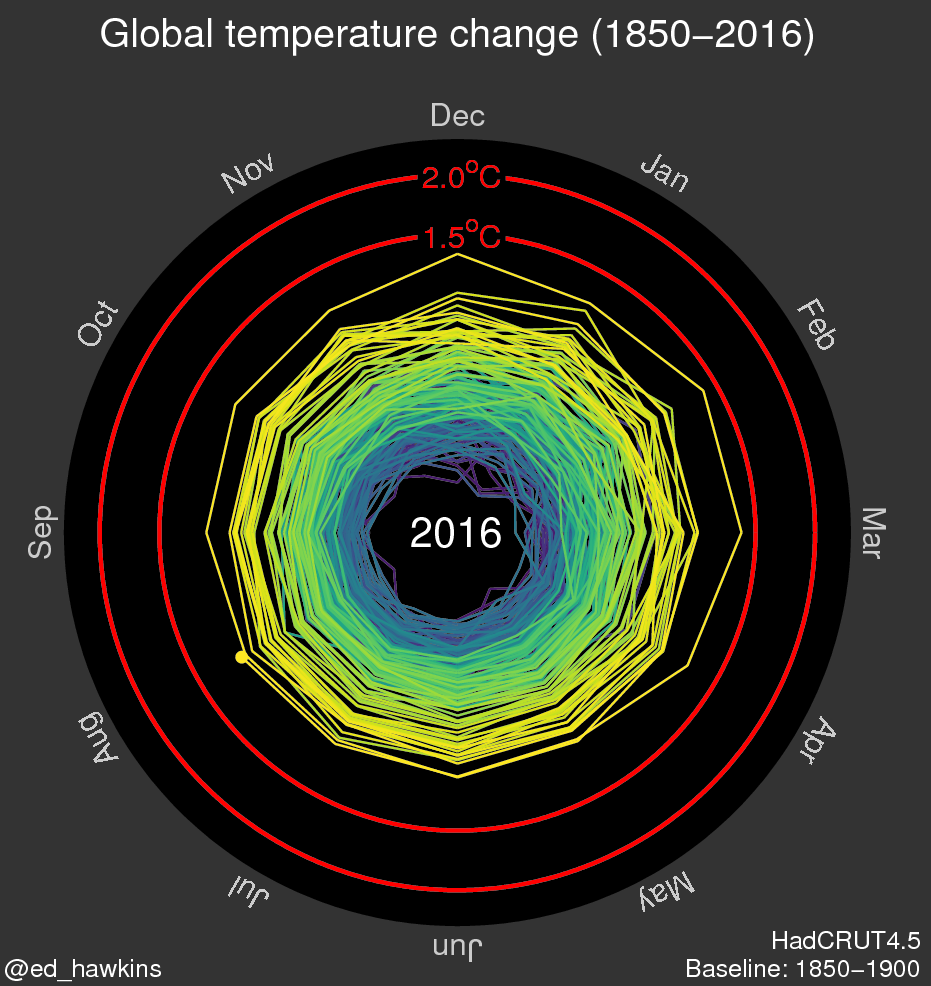 Global temperature change (1850−2016)
Dec
Jan
Feb
Mar
Apr
May
Jun
Jul
Aug
Sep
Oct
Nov
2.0°C
1.5°C
2016
HadCRUT4.5
@ed_hawkins
Baseline: 1850−1900